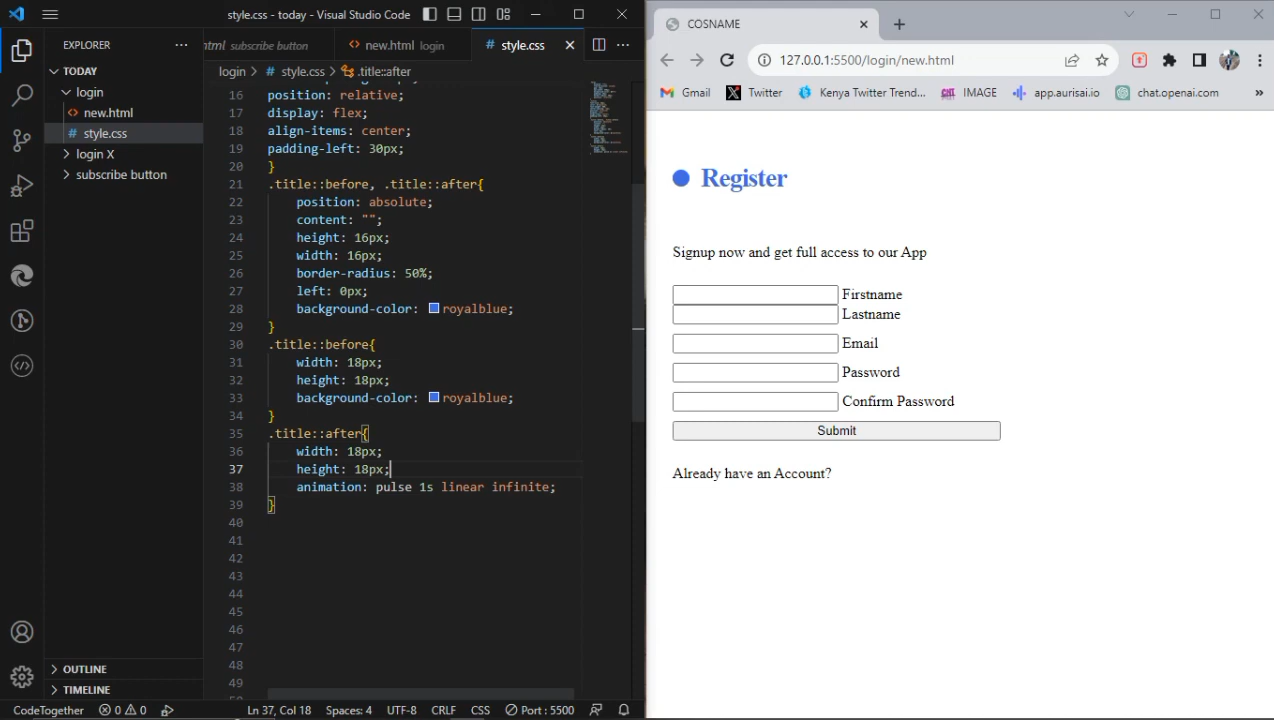 style.css - today - Visual Studio Code
EXPLORER
TODAY
login
new.html
style.css
login X
subscribe button
OUTLINE
TIMELINE
html subscribe button
new.html login
style.css
login > style.css > .title::after
16 position: relative;
17 display: flex;
18 align-items: center;
19 padding-left: 30px;
20 }
21 .title::before, .title::after{
22 position: absolute;
23 content: "";
24 height: 16px;
25 width: 16px;
26 border-radius: 50%;
27 left: 0px;
28 background-color: royalblue;
29 }
30 .title::before{
31 width: 18px;
32 height: 18px;
33 background-color: royalblue;
34 }
35 .title::after{
36 width: 18px;
37 height: 18px;
38 animation: pulse 1s linear infinite;
39 }
40
41
42
43
44
45
46
47
48
49
CodeTogether 0 0 Ln 37, Col 18 Spaces: 4 UTF-8 CRLF CSS Port : 5500
COSNAME
127.0.0.1:5500/login/new.html
Gmail X Twitter Kenya Twitter Trend... IMAGE app.aurisai.io chat.openai.com »
Register
Signup now and get full access to our App
Firstname
Lastname
Email
Password
Confirm Password
Submit
Already have an Account?